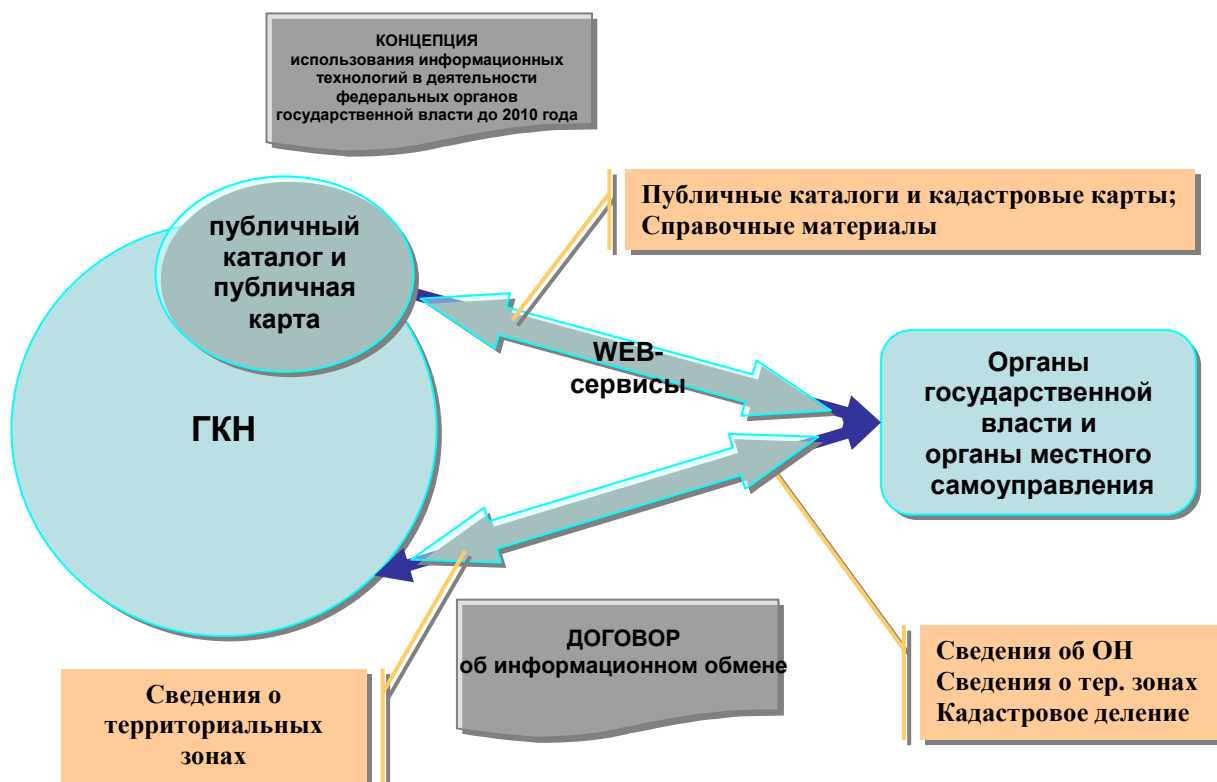 КОНЦЕПЦИЯ
использования информационных
технологий в деятельности
федеральных органов
государственной власти до 2010 года
Публичные каталоги и кадастровые карты;
Справочные материалы
публичный
каталог и
публичная
карта
WEB-
сервисы
ГКН
Органы
государственной
власти и
органы местного
самоуправления
ДОГОВОР
об информационном обмене
Сведения об ОН
Сведения о тер. зонах
Кадастровое деление
Сведения о
территориальных
зонах